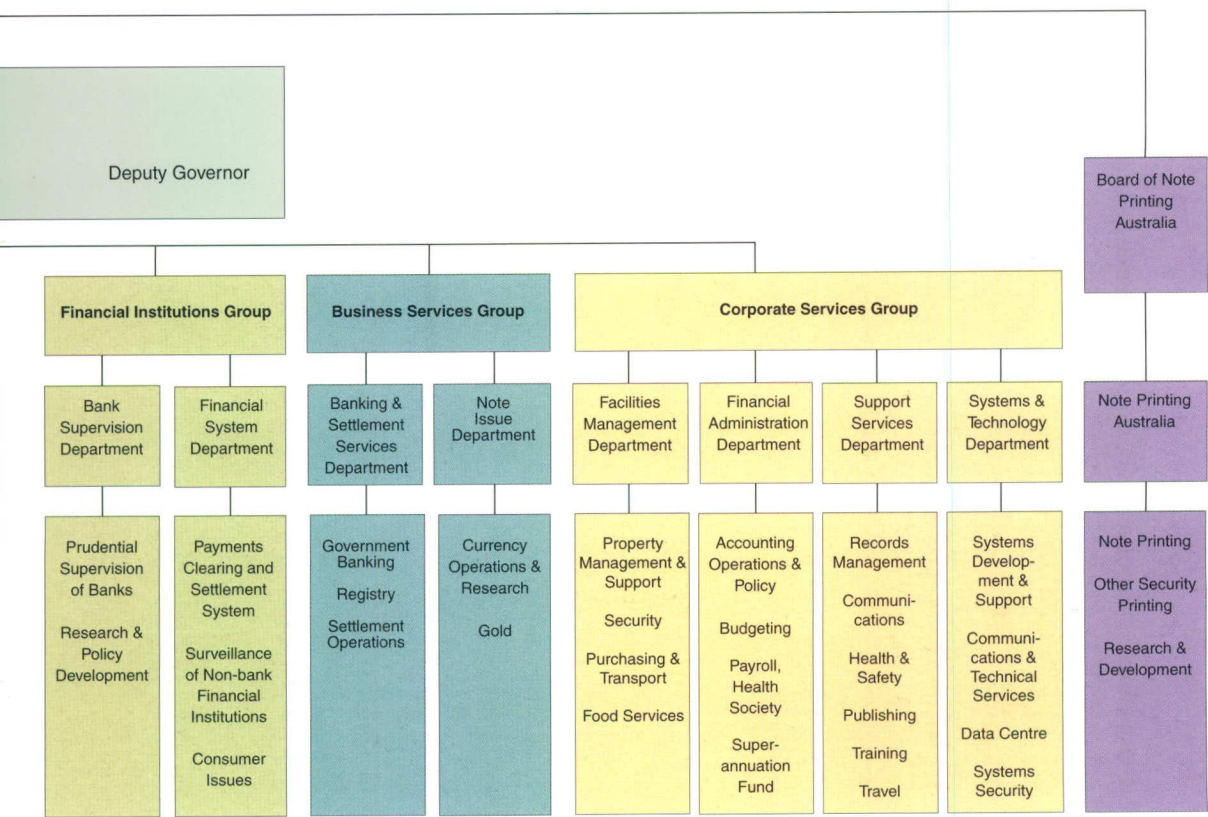 Deputy Governor
Board of Note
Printing
Australia
Financial Institutions Group
Business Services Group
Corporate Services Group
Bank
Supervision
Department
Financial
System
Department
Banking &
Settlement
Services
Department
Note
Issue
Department
Facilities
Management
Department
Financial
Administration
Department
Support
Services
Department
Systems &
Technology
Department
Note Printing
Australia
Prudential
Supervision
of Banks
Research &
Policy
Development
Payments
Clearing and
Settlement
System
Surveillance
of Non-bank
Financial
Institutions
Consumer
Issues
Government
Banking
Registry
Settlement
Operations
Currency
Operations &
Research
Gold
Property
Management &
Support
Security
Purchasing &
Transport
Food Services
Accounting
Operations &
Policy
Budgeting
Payroll,
Health
Society
Super-
annuation
Fund
Records
Management
Communi-
cations
Health &
Safety
Publishing
Training
Travel
Systems
Develop-
ment &
Support
Communi-
cations &
Technical
Services
Data Centre
Systems
Security
Note Printing
Other Security
Printing
Research &
Development